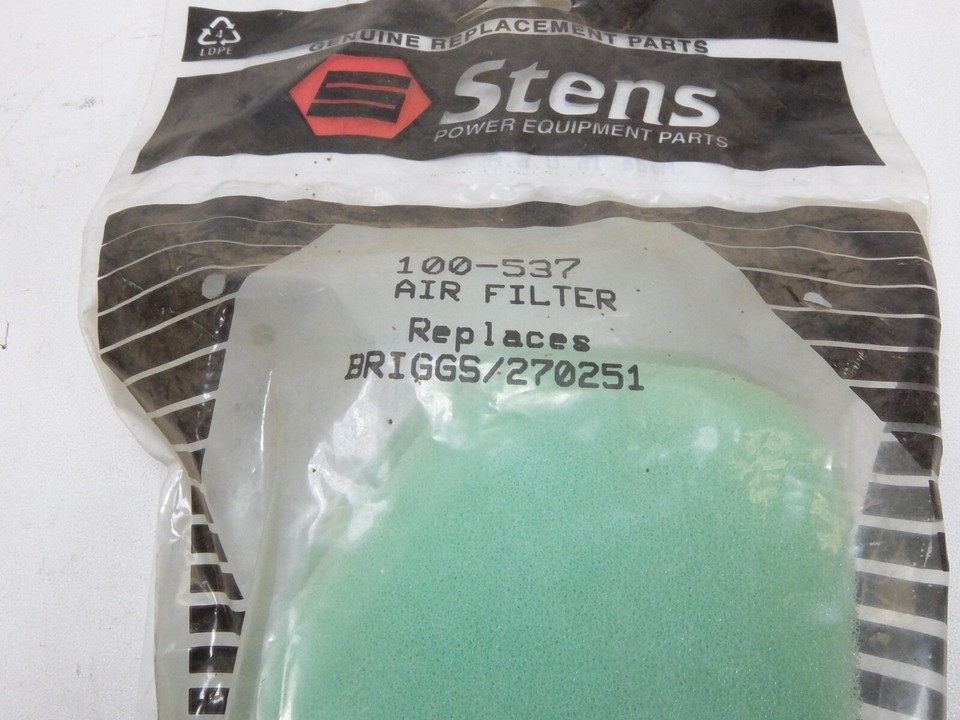 4
LDPE
GENUINE REPLACEMENT PARTS
Stens
POWER EQUIPMENT PARTS
100-537
AIR FILTER
Replaces
BRIGGS/270251